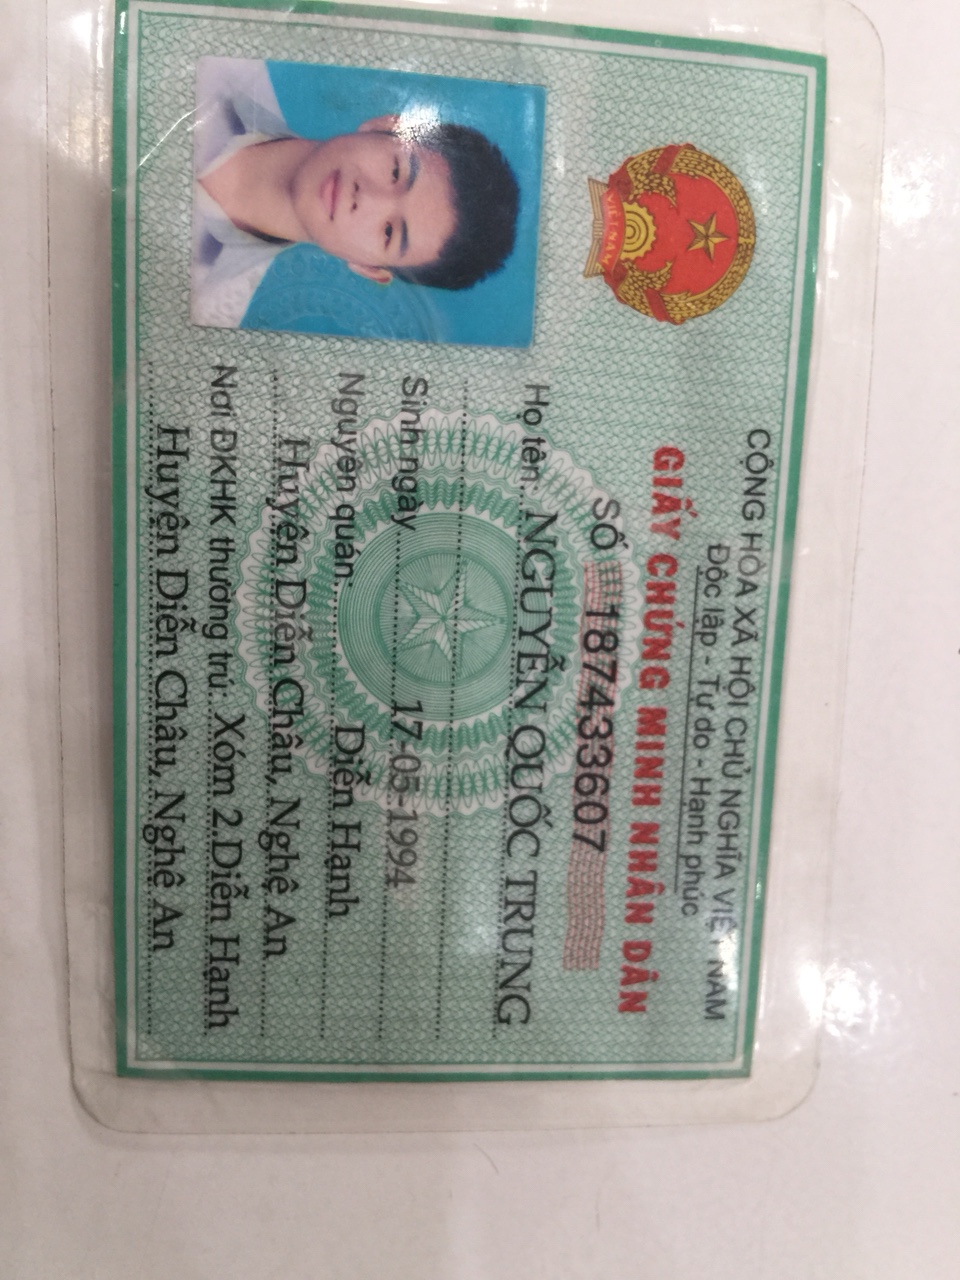 CỘNG HÒA XÃ HỘI CHỦ NGHĨA VIỆT NAM
Độc lập - Tự do - Hạnh phúc
GIẤY CHỨNG MINH NHÂN DÂN
SỐ 187433607
VIỆT NAM
Họ tên: NGUYỄN QUỐC TRUNG
Sinh ngày 17-05-1994
Nguyên quán: Diễn Hạnh
Huyện Diễn Châu, Nghệ An
Nơi ĐKHK thường trú: Xóm 2.Diễn Hạnh
Huyện Diễn Châu, Nghệ An